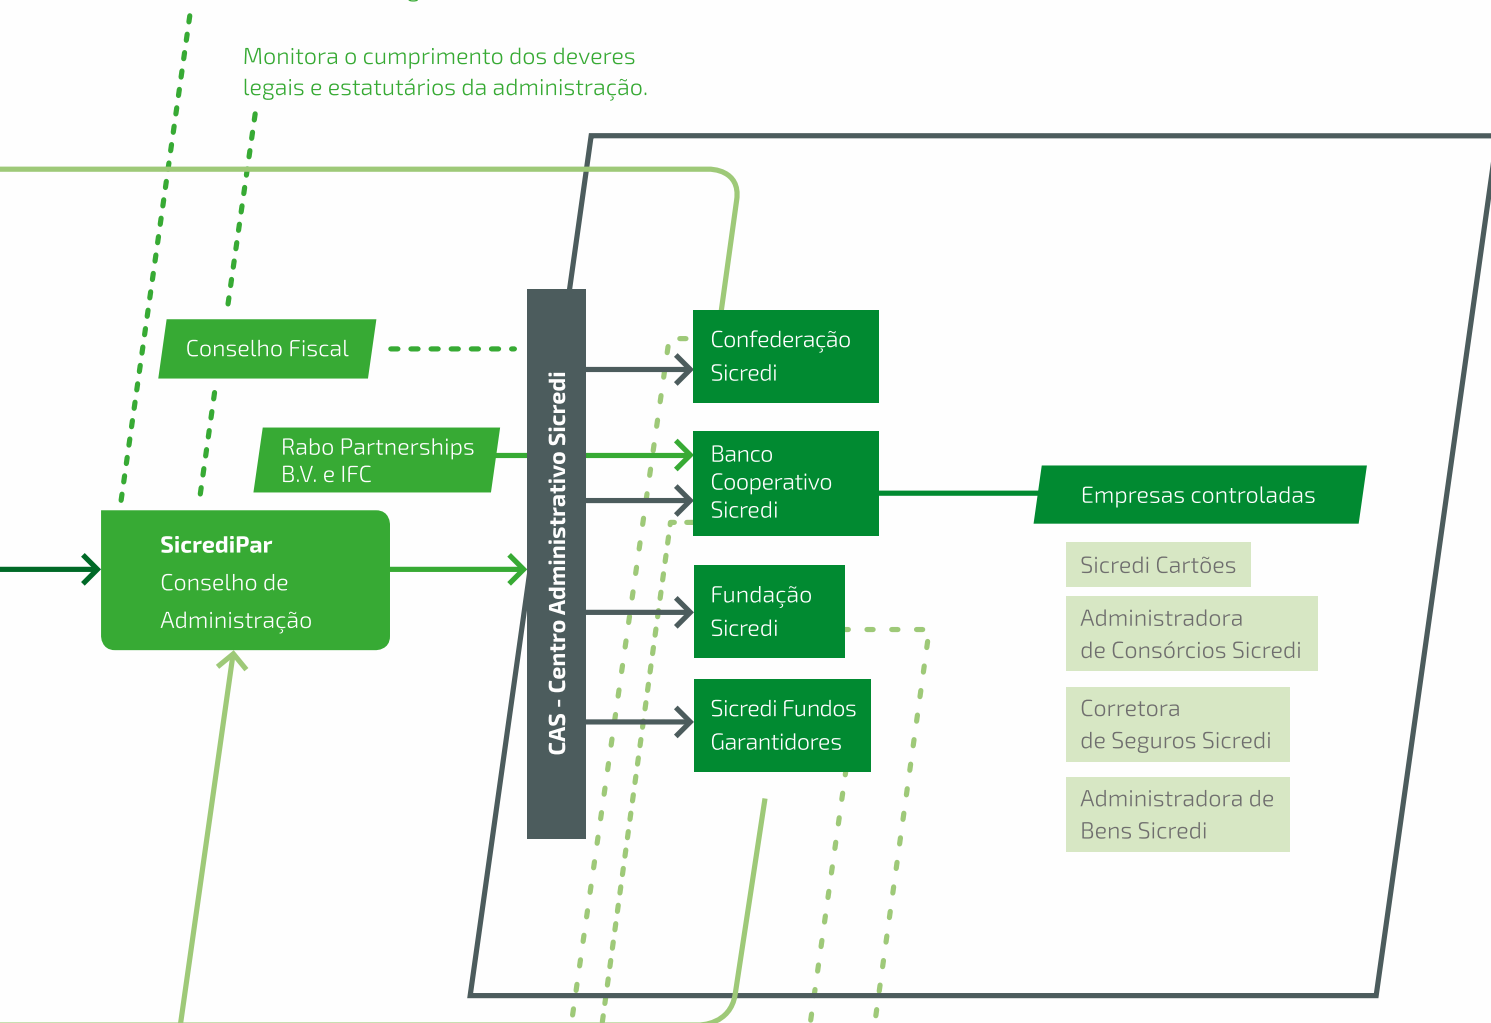 Monitora o cumprimento dos deveres
legais e estatutários da administração.
Conselho Fiscal
Rabo Partnerships
B.V. e IFC
SicrediPar
Conselho de
Administração
CAS - Centro Administrativo Sicredi
Confederação
Sicredi
Banco
Cooperativo
Sicredi
Fundação
Sicredi
Sicredi Fundos
Garantidores
Empresas controladas
Sicredi Cartões
Administradora
de Consórcios Sicredi
Corretora
de Seguros Sicredi
Administradora de
Bens Sicredi